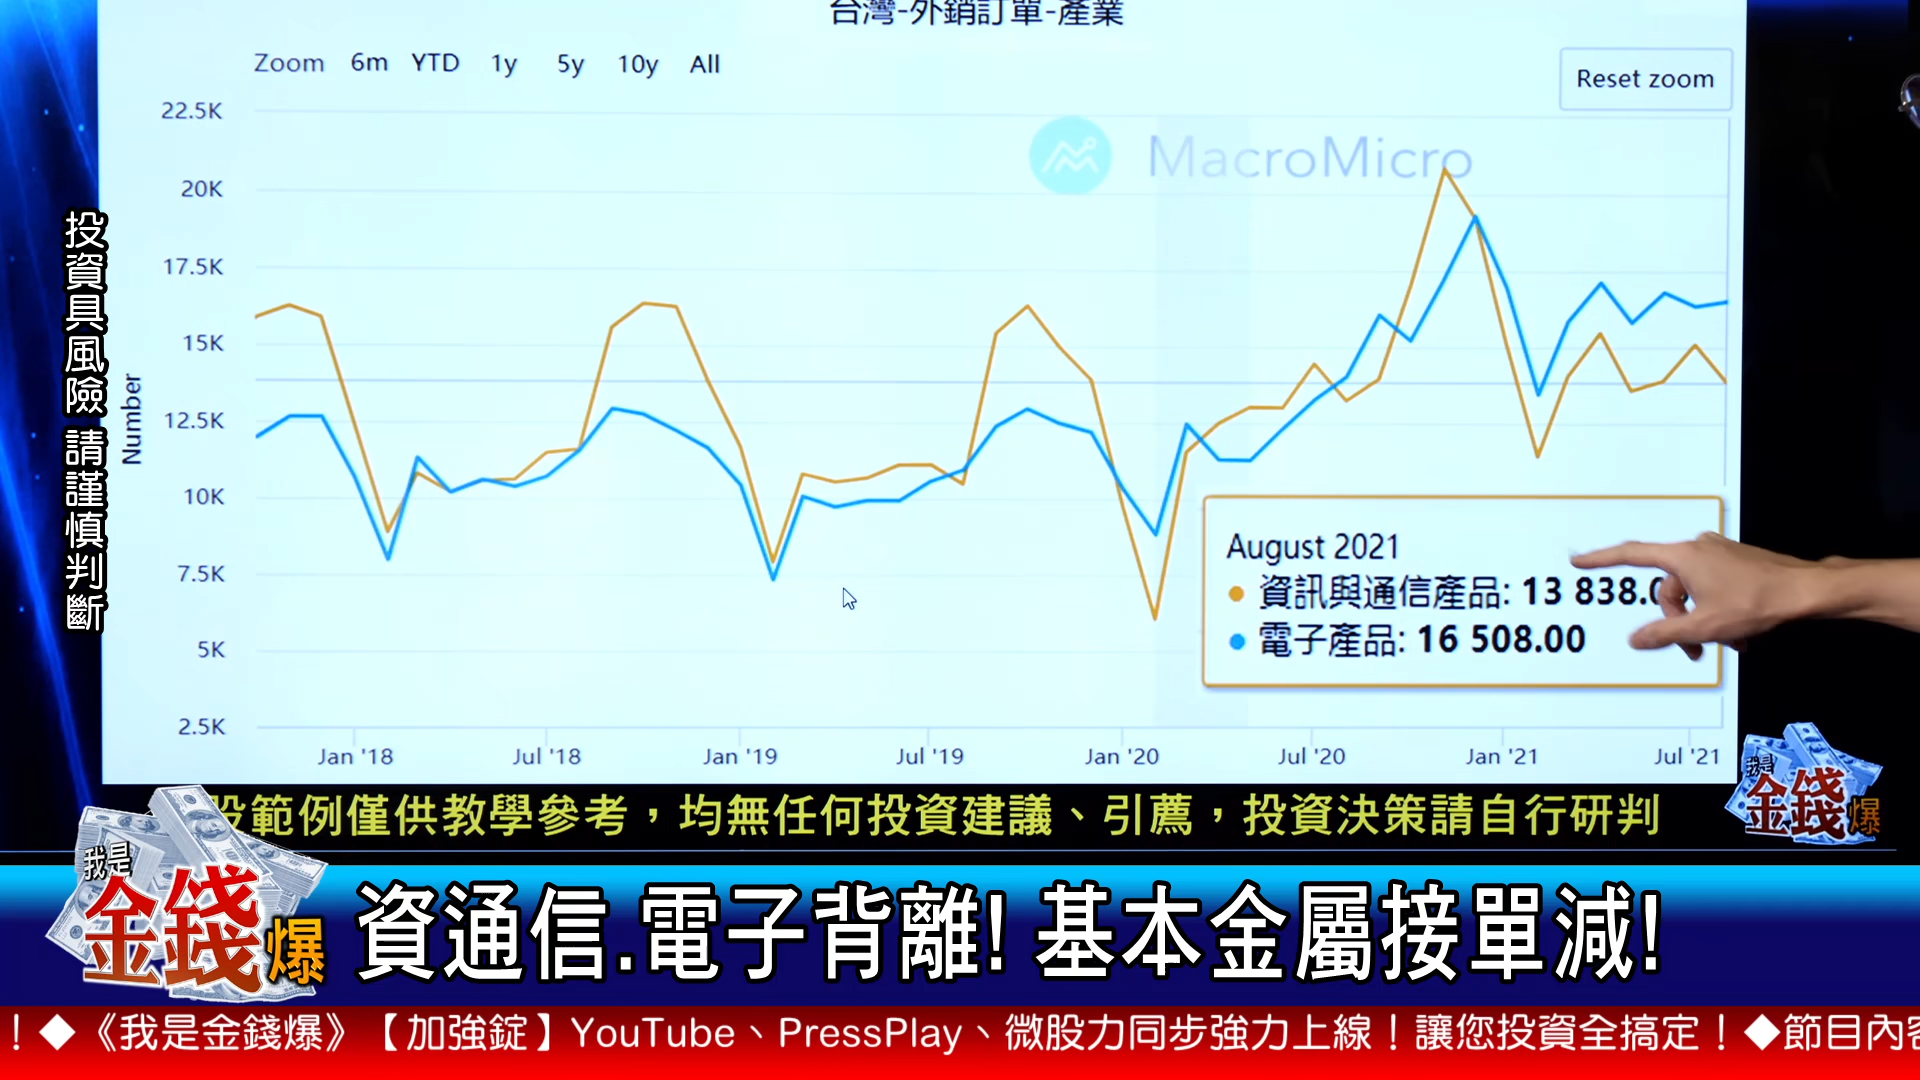 台灣-外銷訂單-產業
Zoom 6m YTD 1y 5y 10y All
Reset zoom
MacroMicro
22.5K
20K
17.5K
15K
12.5K
10K
7.5K
5K
2.5K
Number
Jan '18
Jul '18
Jan '19
Jul '19
Jan '20
Jul '20
Jan '21
Jul '21
August 2021
資訊與通信產品: 13 838.0
電子產品: 16 508.00
投資具風險 請謹慎判斷
股範例僅供教學參考，均無任何投資建議、引薦，投資決策請自行研判
我是
金錢爆
我是
金錢爆
資通信.電子背離! 基本金屬接單減!
！◆《我是金錢爆》【加強錠】YouTube、PressPlay、微股力同步強力上線！讓您投資全搞定！◆節目內容